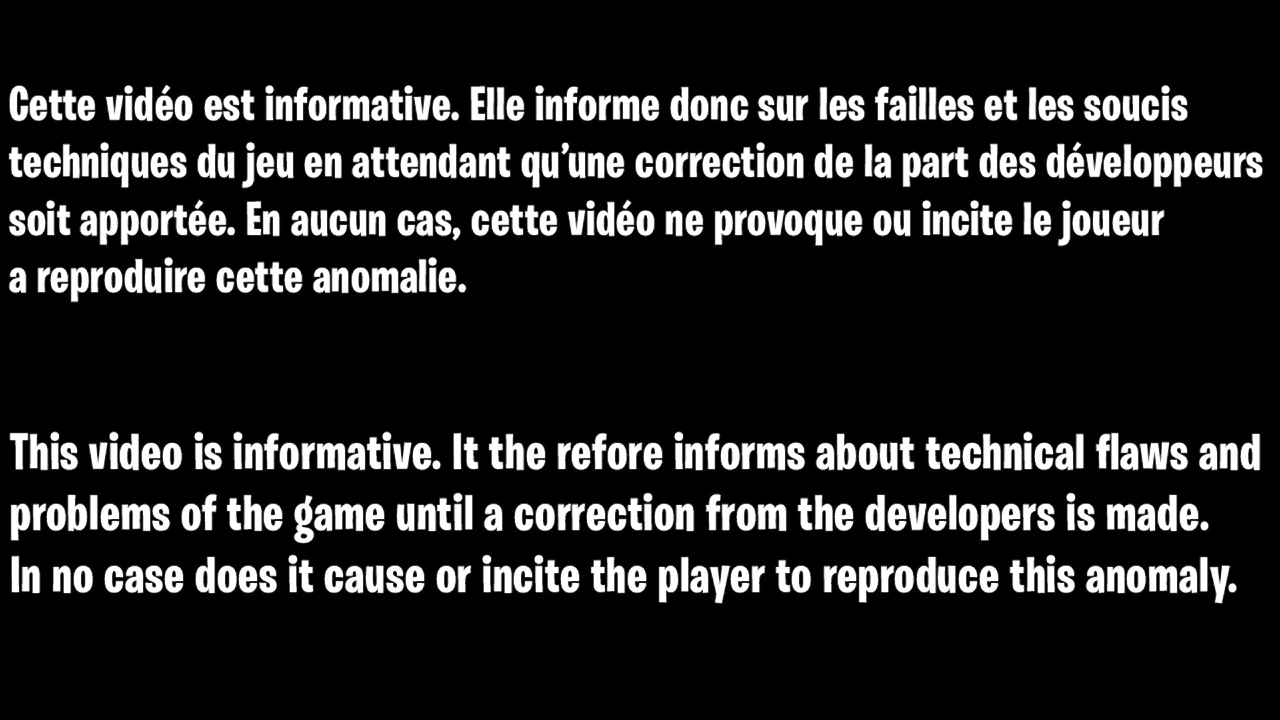 Cette vidéo est informative. Elle informe donc sur les failles et les soucis
techniques du jeu en attendant qu’une correction de la part des développeurs
soit apportée. En aucun cas, cette vidéo ne provoque ou incite le joueur
a reproduire cette anomalie.
This video is informative. It the refore informs about technical flaws and
problems of the game until a correction from the developers is made.
In no case does it cause or incite the player to reproduce this anomaly.